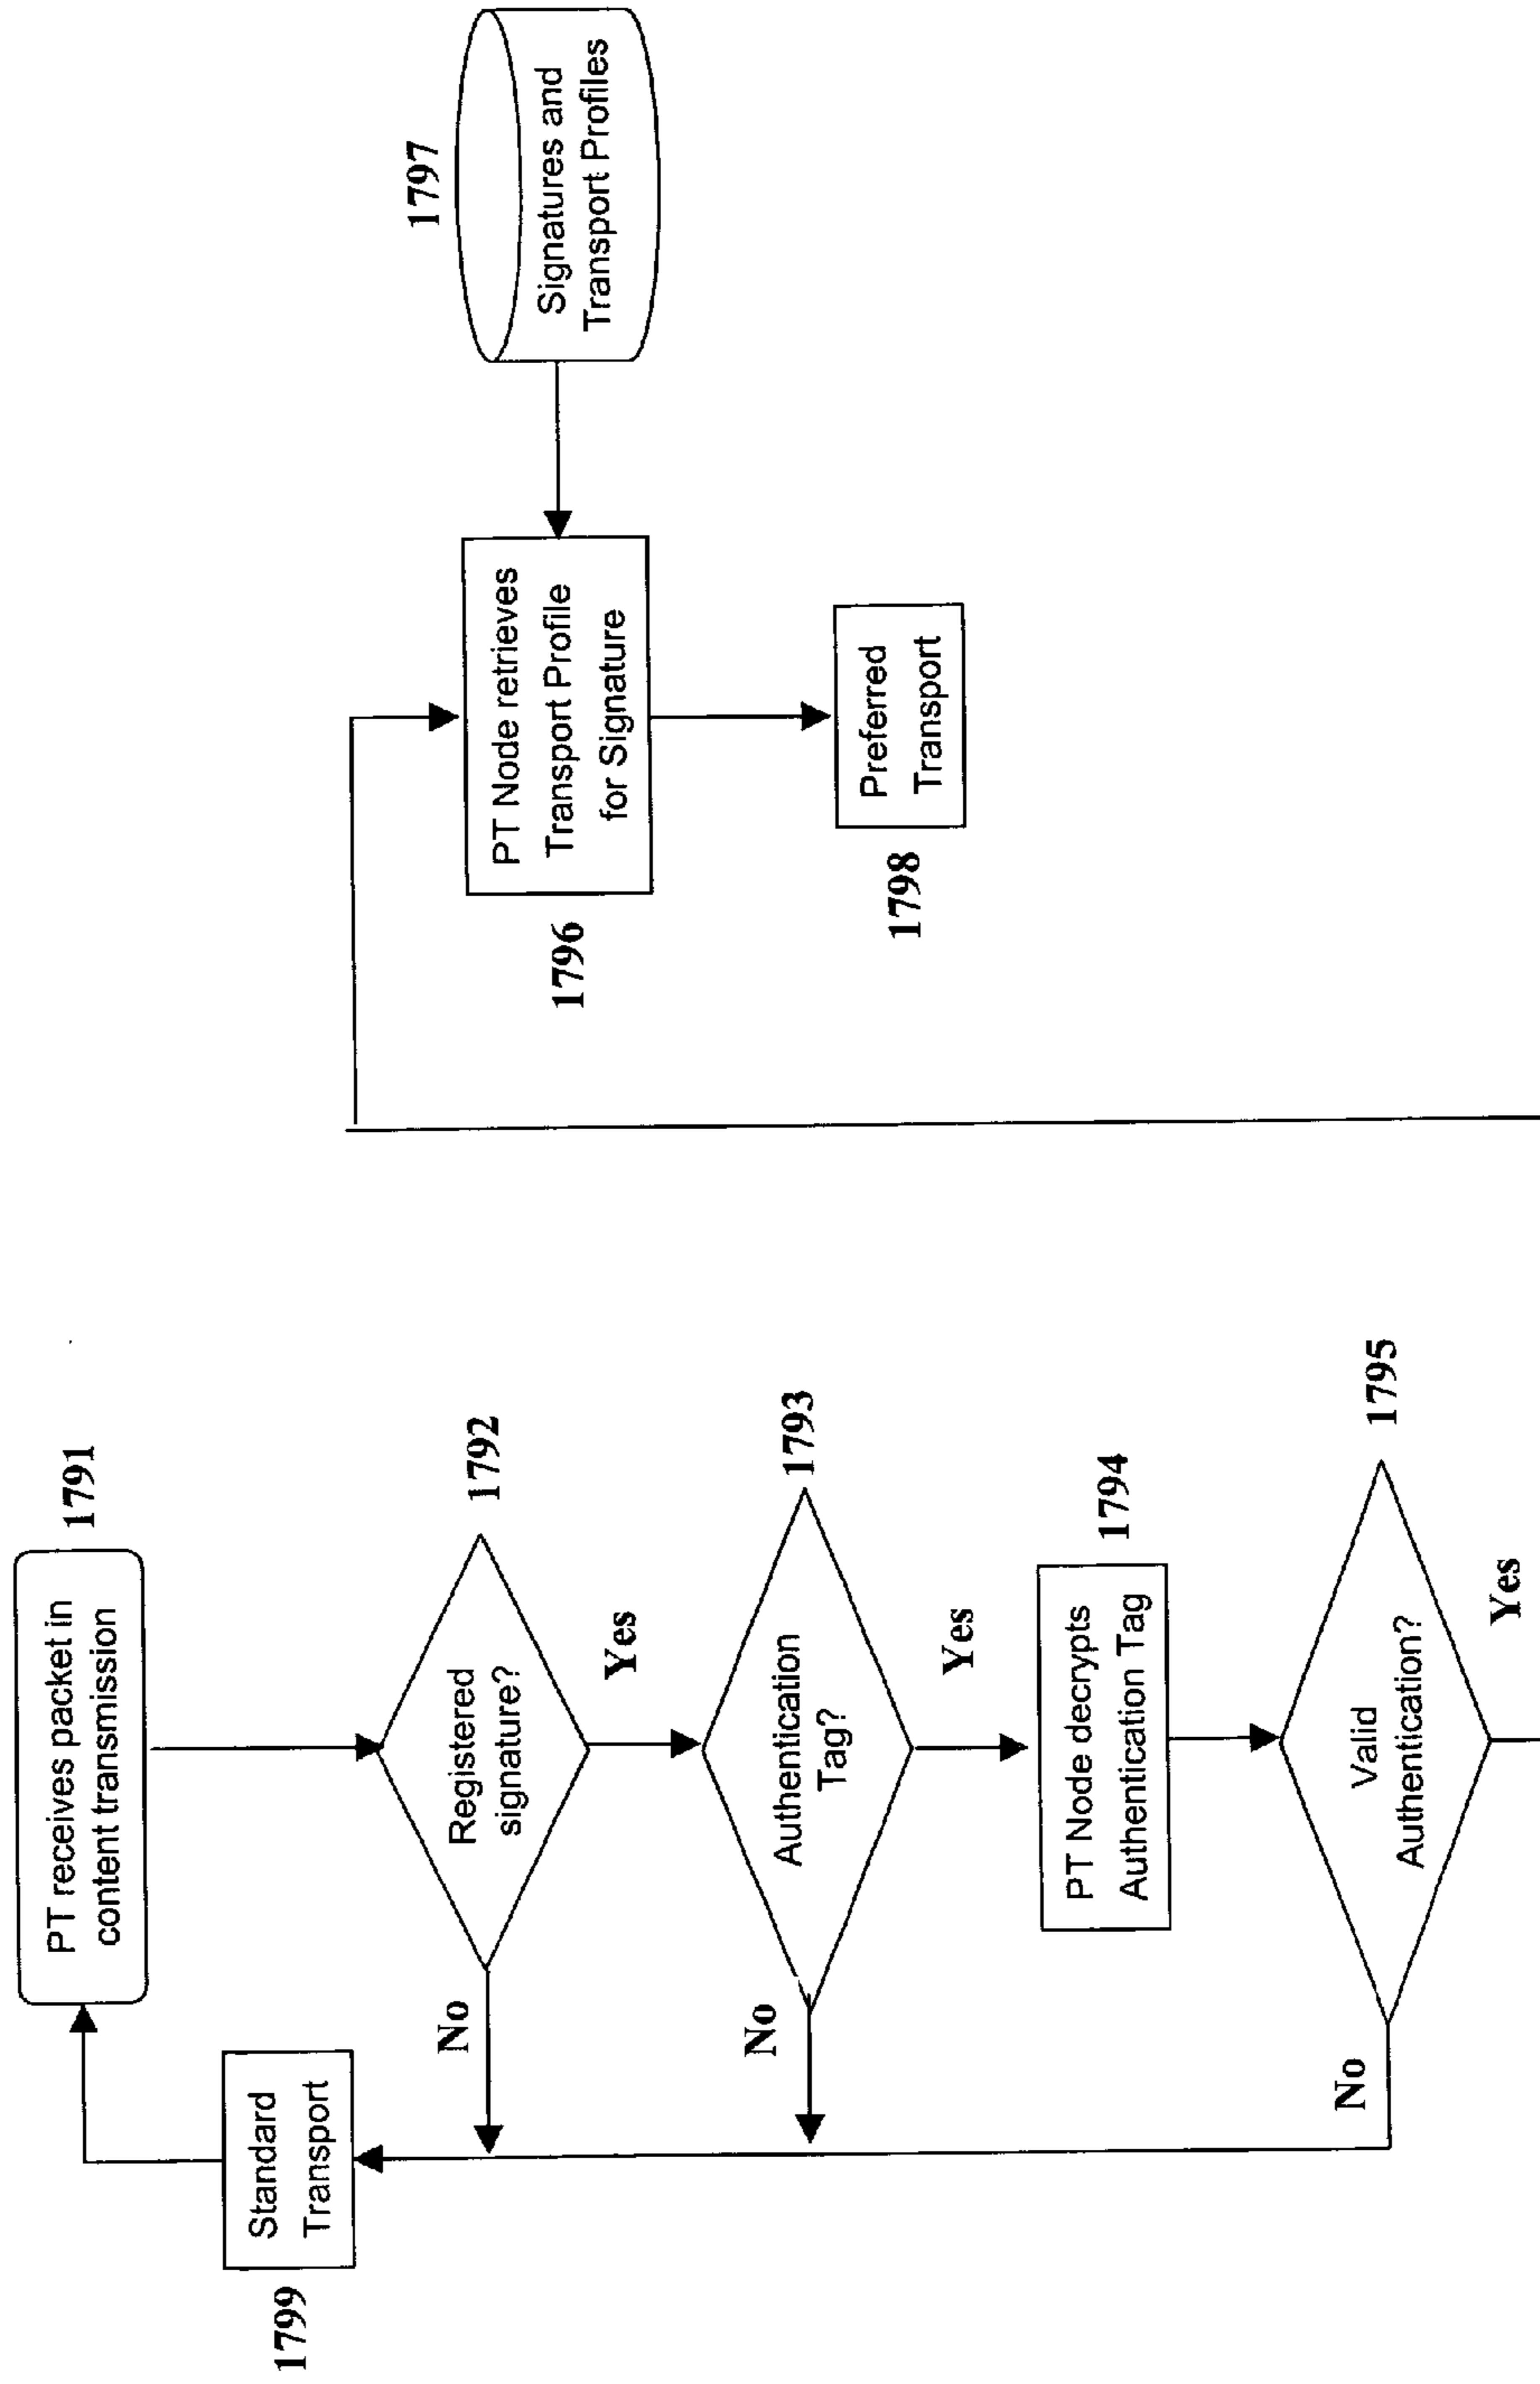 1791
PT receives packet in
content transmission
1799
Standard
Transport
1792
Registered
signature?
No
Yes
1793
Authentication
Tag?
No
Yes
1794
PT Node decrypts
Authentication Tag
1795
Valid
Authentication?
No
Yes
1797
Signatures and
Transport Profiles
1796
PT Node retrieves
Transport Profile
for Signature
1798
Preferred
Transport